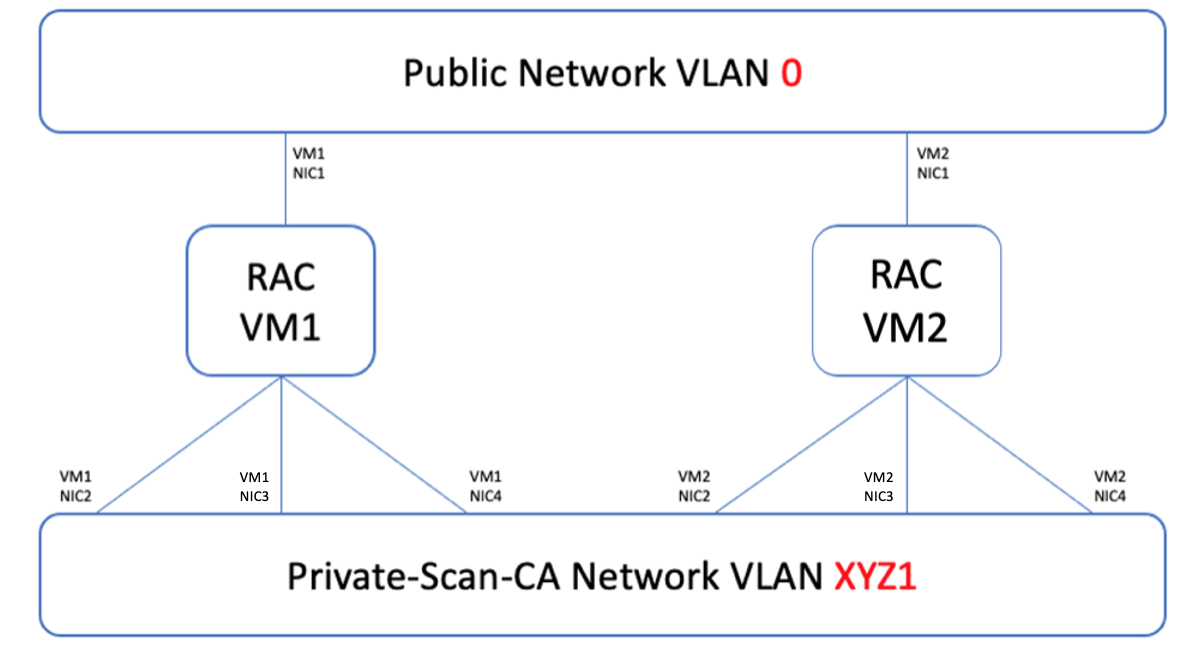 Public Network VLAN 0
VM1
NIC1
VM2
NIC1
RAC
VM1
RAC
VM2
VM1
NIC2
VM1
NIC3
VM1
NIC4
VM2
NIC2
VM2
NIC3
VM2
NIC4
Private-Scan-CA Network VLAN XYZ1